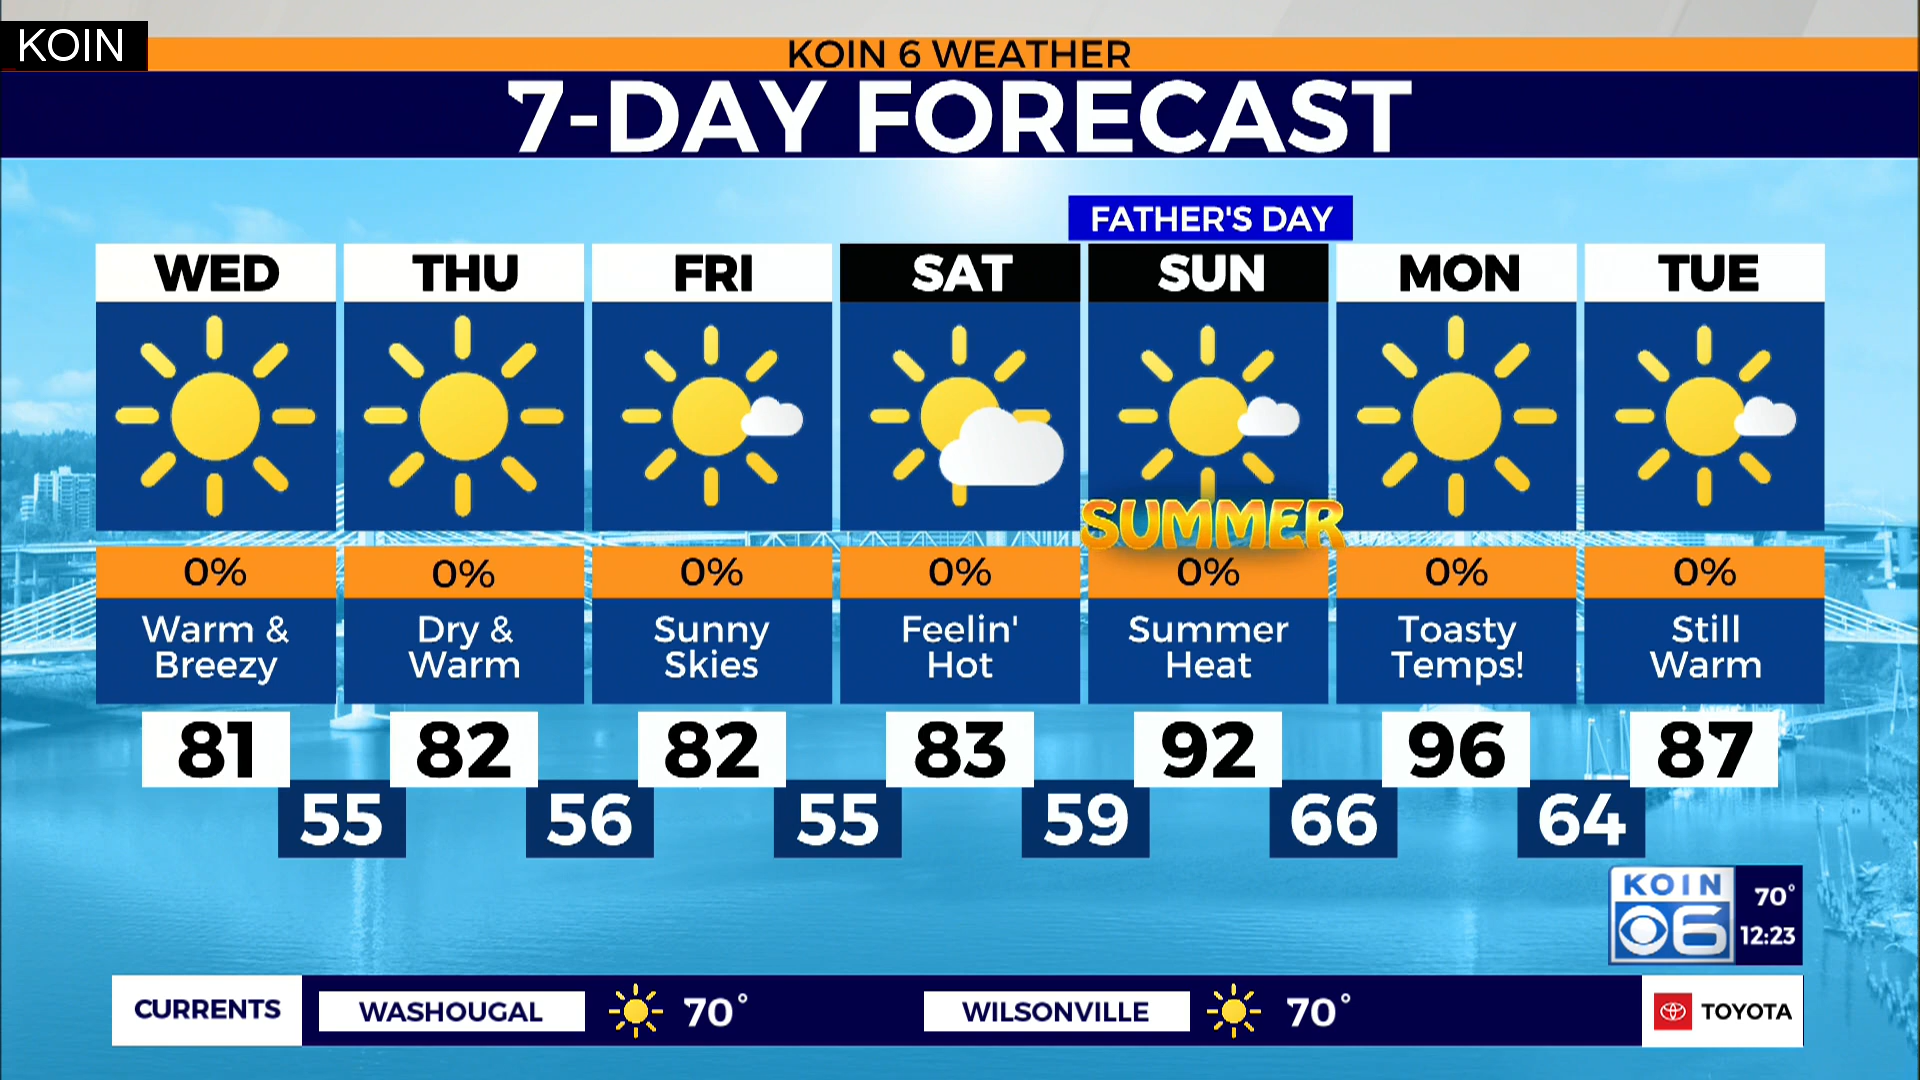 KOIN
KOIN 6 WEATHER
7-DAY FORECAST
FATHER'S DAY
WED THU FRI SAT SUN MON TUE
SUMMER
0% 0% 0% 0% 0% 0% 0%
Warm & Dry & Sunny Feelin' Summer Toasty Still
Breezy Warm Skies Hot Heat Temps! Warm
81 82 82 83 92 96 87
55 56 55 59 66 64
KOIN
6
70°
12:23
CURRENTS WASHOUGAL 70° WILSONVILLE 70° TOYOTA